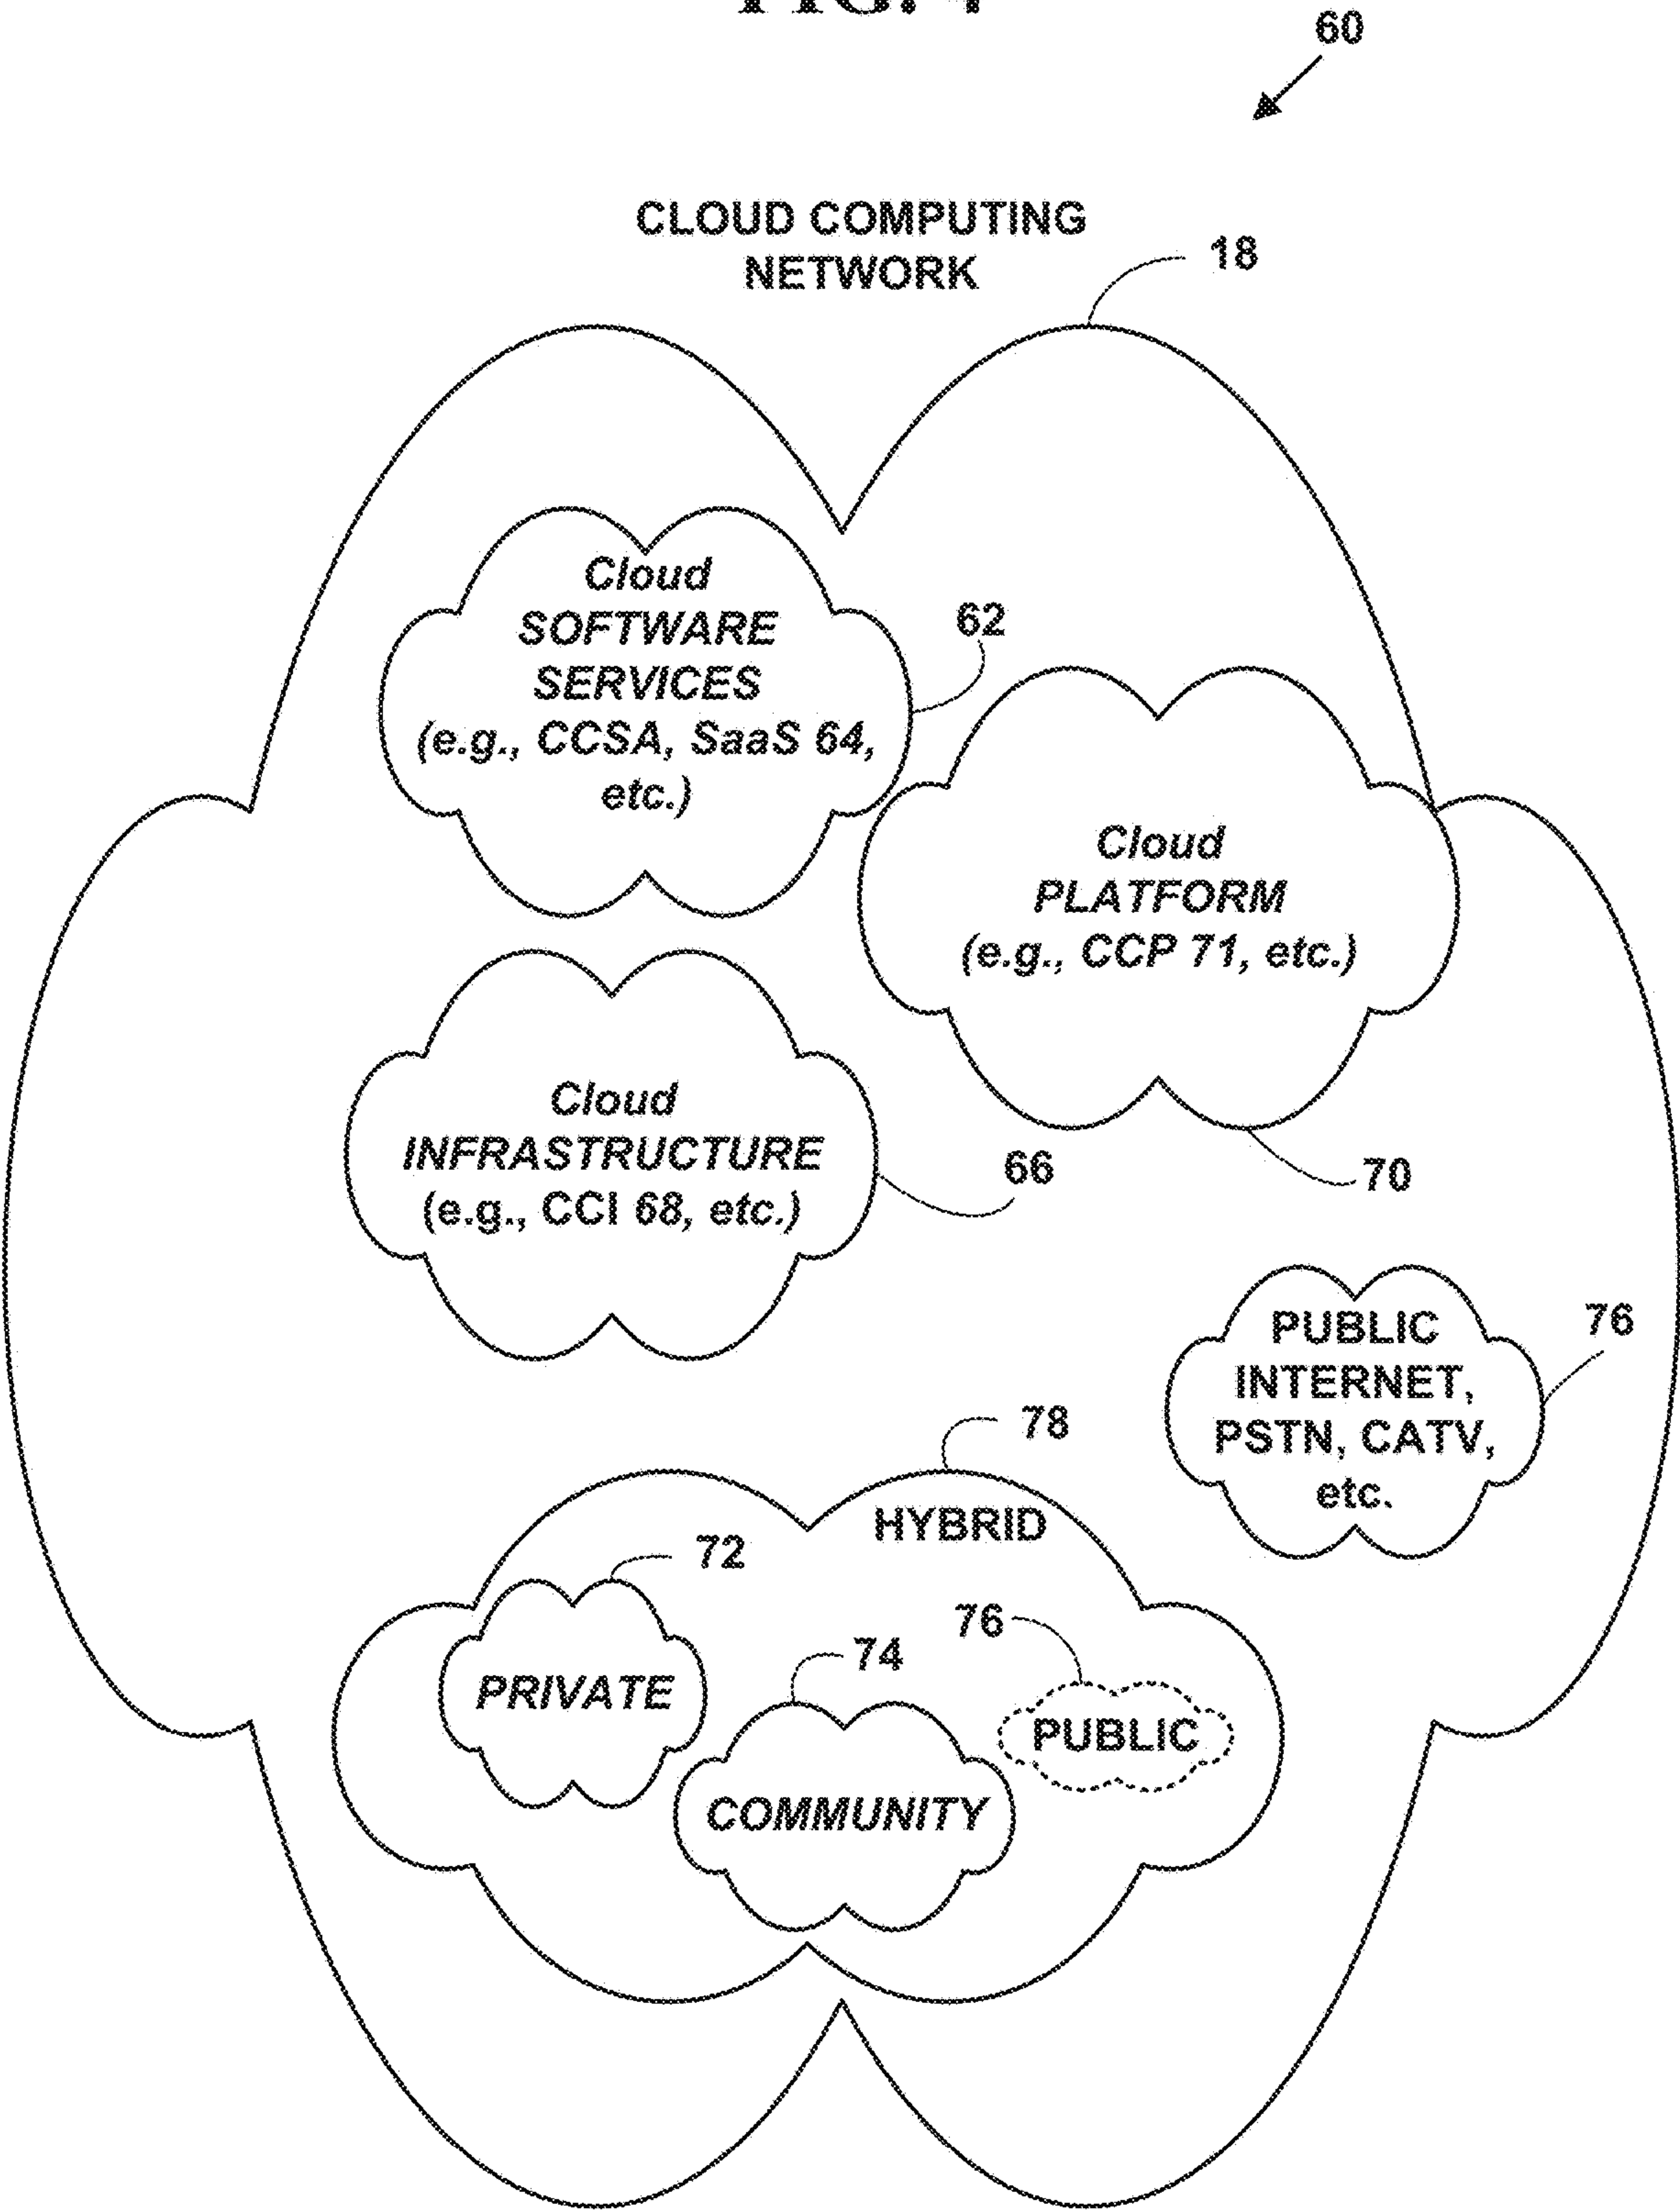 60
CLOUD COMPUTING
NETWORK
18
Cloud
SOFTWARE
SERVICES
(e.g., CCSA, SaaS 64,
etc.)
62
Cloud
PLATFORM
(e.g., CCP 71, etc.)
70
Cloud
INFRASTRUCTURE
(e.g., CCI 68, etc.)
66
PUBLIC
INTERNET,
PSTN, CATV,
etc.
76
78
HYBRID
72
PRIVATE
74
COMMUNITY
76
PUBLIC